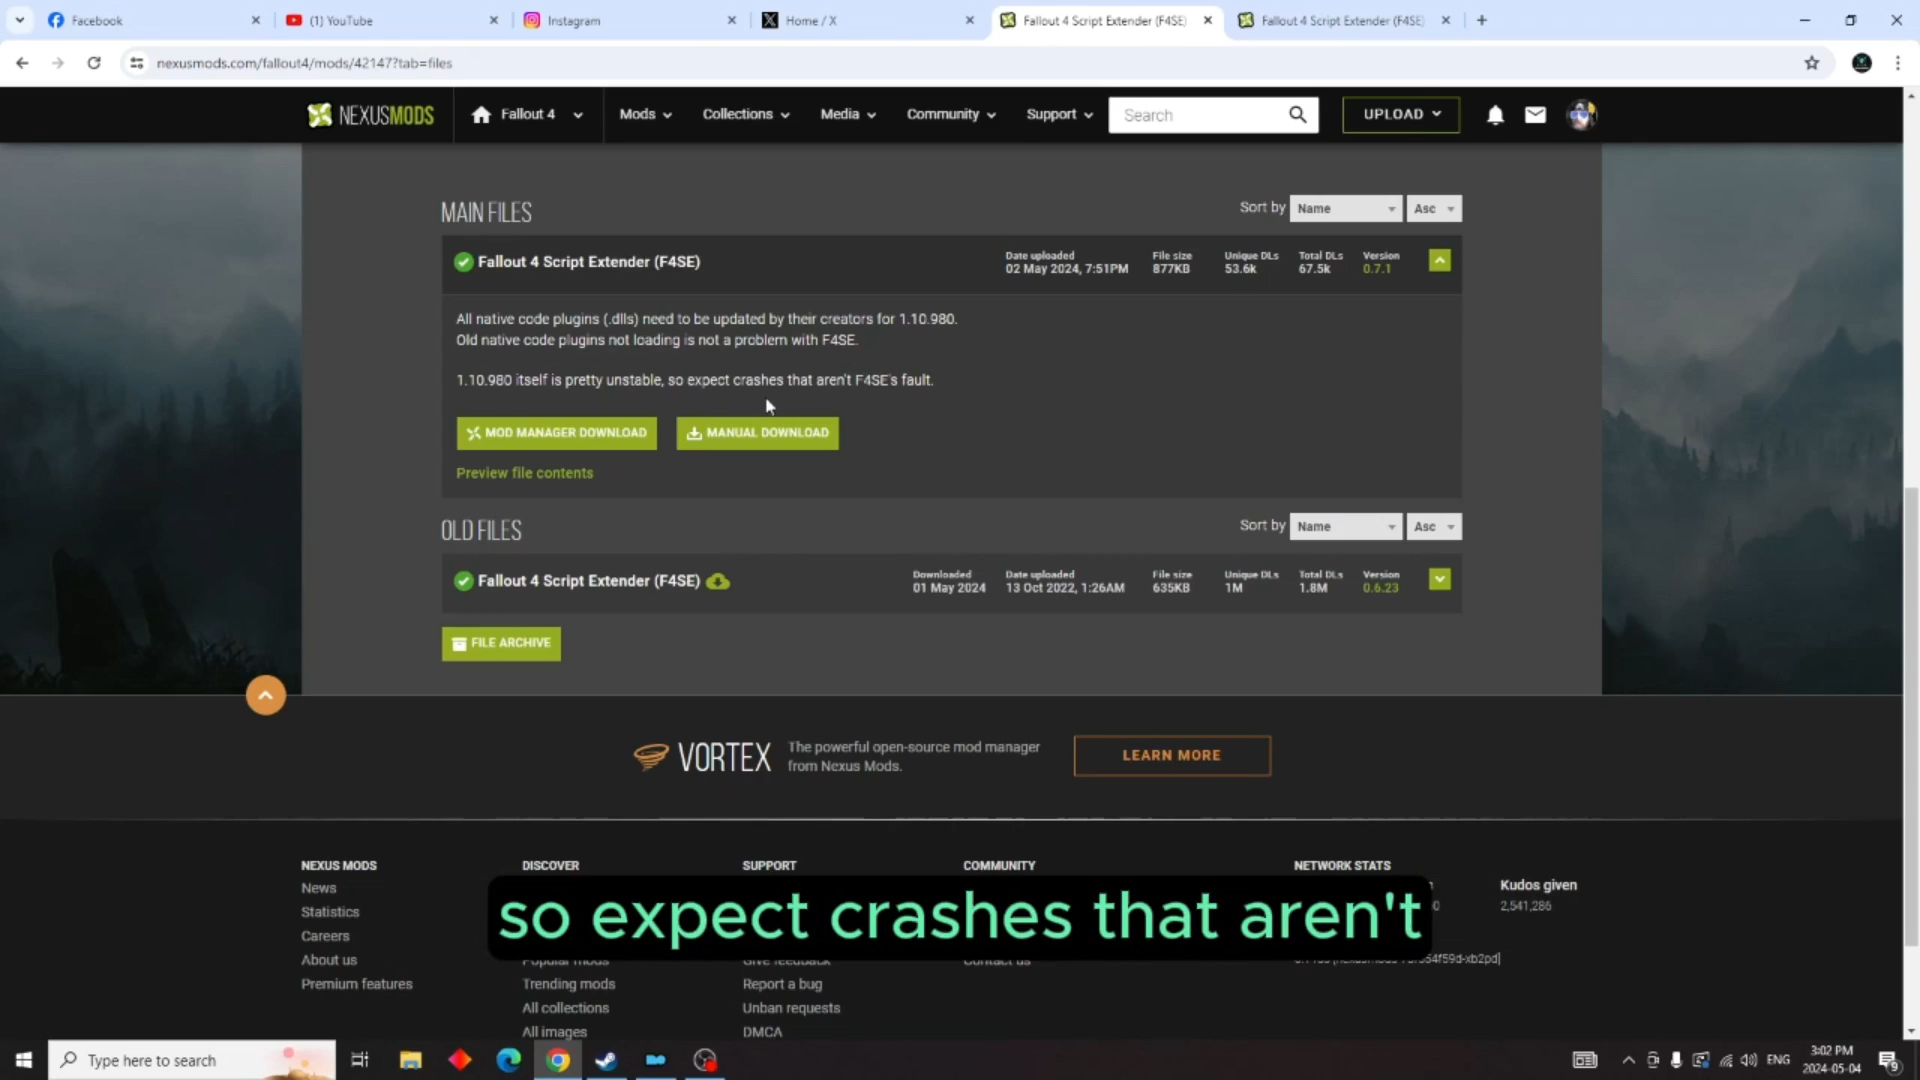 Facebook
(1) YouTube
Instagram
Home / X
Fallout 4 Script Extender (F4SE)
Fallout 4 Script Extender (F4SE)
nexusmods.com/fallout4/mods/42147?tab=files
NEXUSMODS
Fallout 4
Mods
Collections
Media
Community
Support
Search
UPLOAD
MAIN FILES
Sort by Name Asc
Fallout 4 Script Extender (F4SE)
Date uploaded File size Unique DLs Total DLs Version
02 May 2024, 7:51PM 877KB 53.6k 67.5k 0.7.1
All native code plugins (.dlls) need to be updated by their creators for 1.10.980.
Old native code plugins not loading is not a problem with F4SE.
1.10.980 itself is pretty unstable, so expect crashes that aren't F4SE's fault.
MOD MANAGER DOWNLOAD
MANUAL DOWNLOAD
Preview file contents
OLD FILES
Sort by Name Asc
Fallout 4 Script Extender (F4SE)
Downloaded Date uploaded File size Unique DLs Total DLs Version
01 May 2024 13 Oct 2022, 1:26AM 635KB 1M 1.8M 0.6.23
FILE ARCHIVE
VORTEX
The powerful open-source mod manager
from Nexus Mods.
LEARN MORE
NEXUS MODS
News
Statistics
Careers
About us
Premium features
DISCOVER
Popular mods
Trending mods
All collections
All images
SUPPORT
Give feedback
Report a bug
Unban requests
DMCA
COMMUNITY
Contact us
NETWORK STATS
Kudos given
2,541,286
so expect crashes that aren't
Type here to search
ENG
3:02 PM
2024-05-04
9